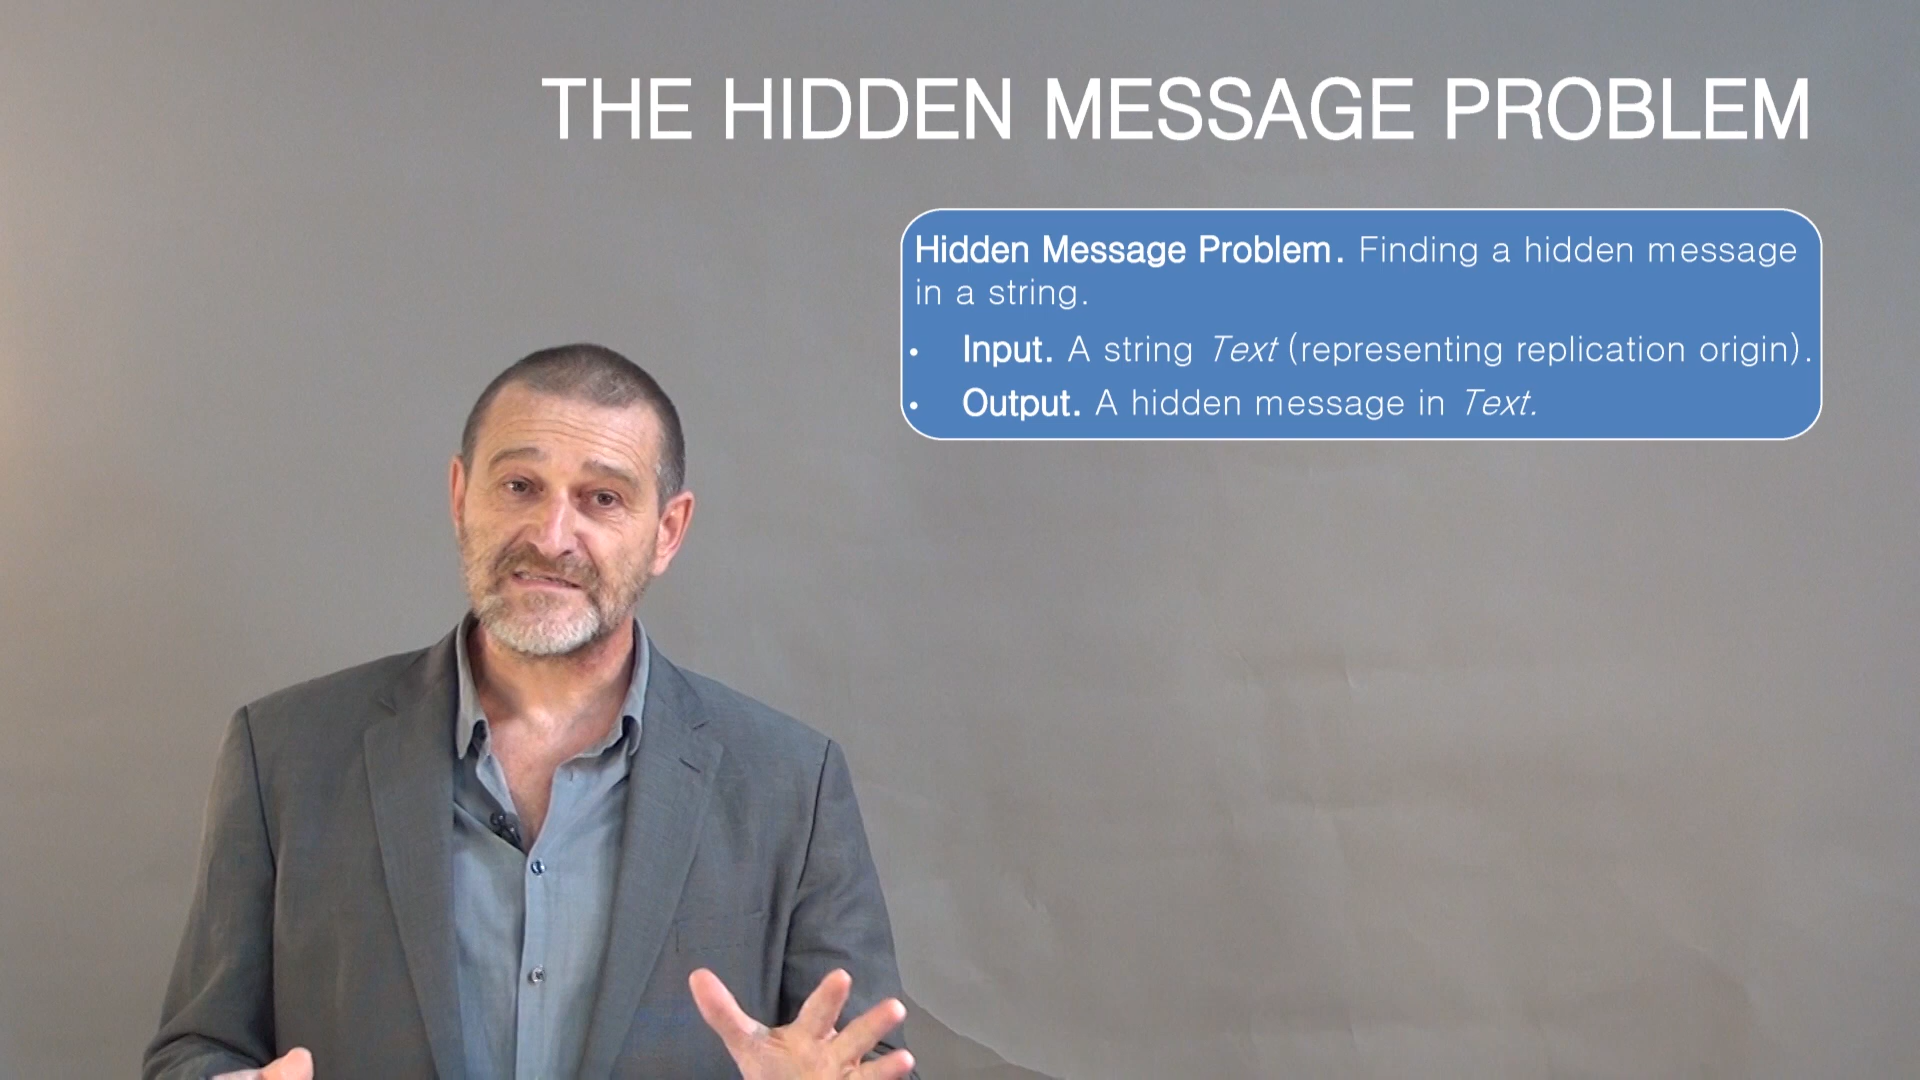 THE HIDDEN MESSAGE PROBLEM
Hidden Message Problem. Finding a hidden message
in a string.
• Input. A string Text (representing replication origin).
• Output. A hidden message in Text.